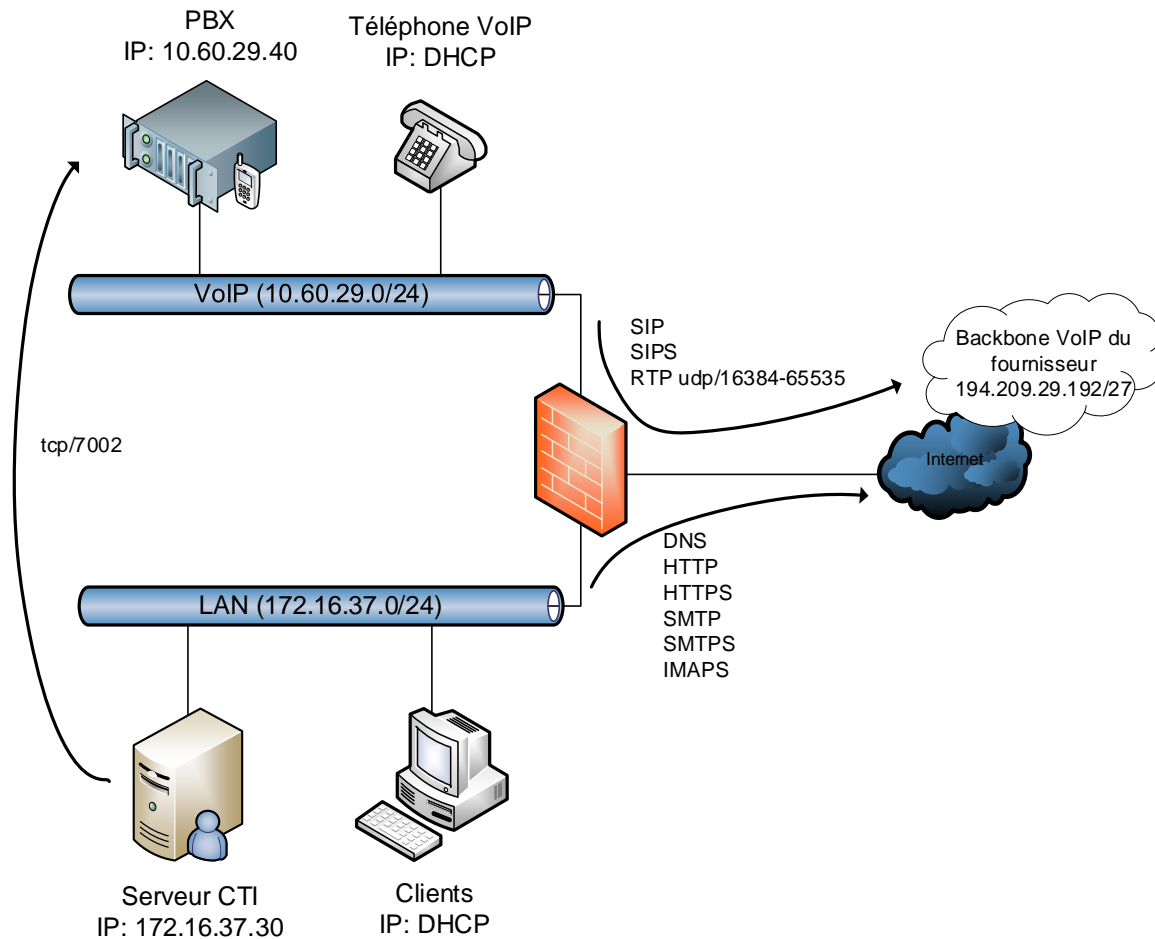 PBX
IP: 10.60.29.40
Téléphone VoIP
IP: DHCP
VoIP (10.60.29.0/24)
SIP
SIPS
RTP udp/16384-65535
Backbone VoIP du
fournisseur
194.209.29.192/27
Internet
tcp/7002
DNS
HTTP
HTTPS
SMTP
SMTPS
IMAPS
LAN (172.16.37.0/24)
Serveur CTI
IP: 172.16.37.30
Clients
IP: DHCP